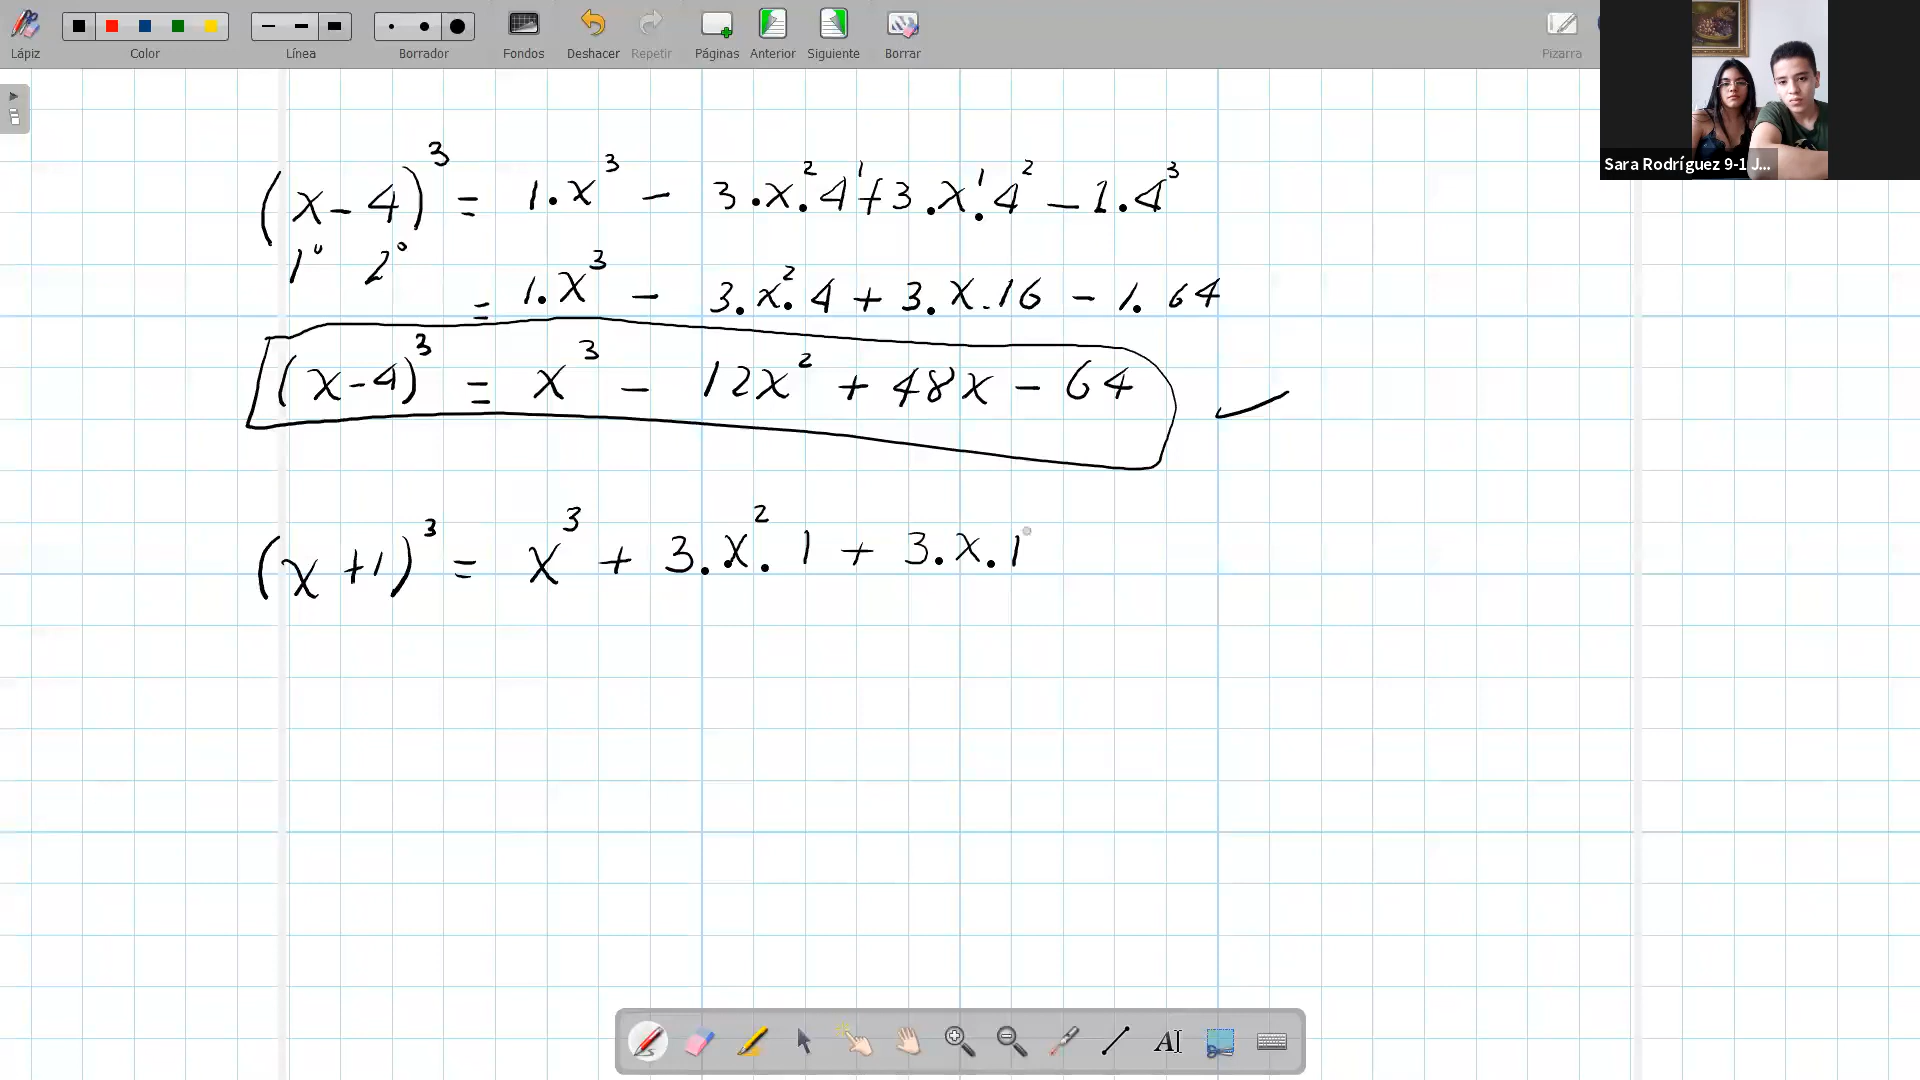 Lápiz Color Línea Borrador Fondos Deshacer Repetir Páginas Anterior Siguiente Borrar Pizarra
Sara Rodríguez 9-1 J...
(x-4)³ = 1.x³ - 3.x².4¹+3.x¹.4² - 1.4³
1° 2°
= 1.x³ - 3.x².4 + 3.x.16 - 1.64
(x-4)³ = x³ - 12x² + 48x - 64 ✓
(x+1)³ = x³ + 3.x².1 + 3.x.1